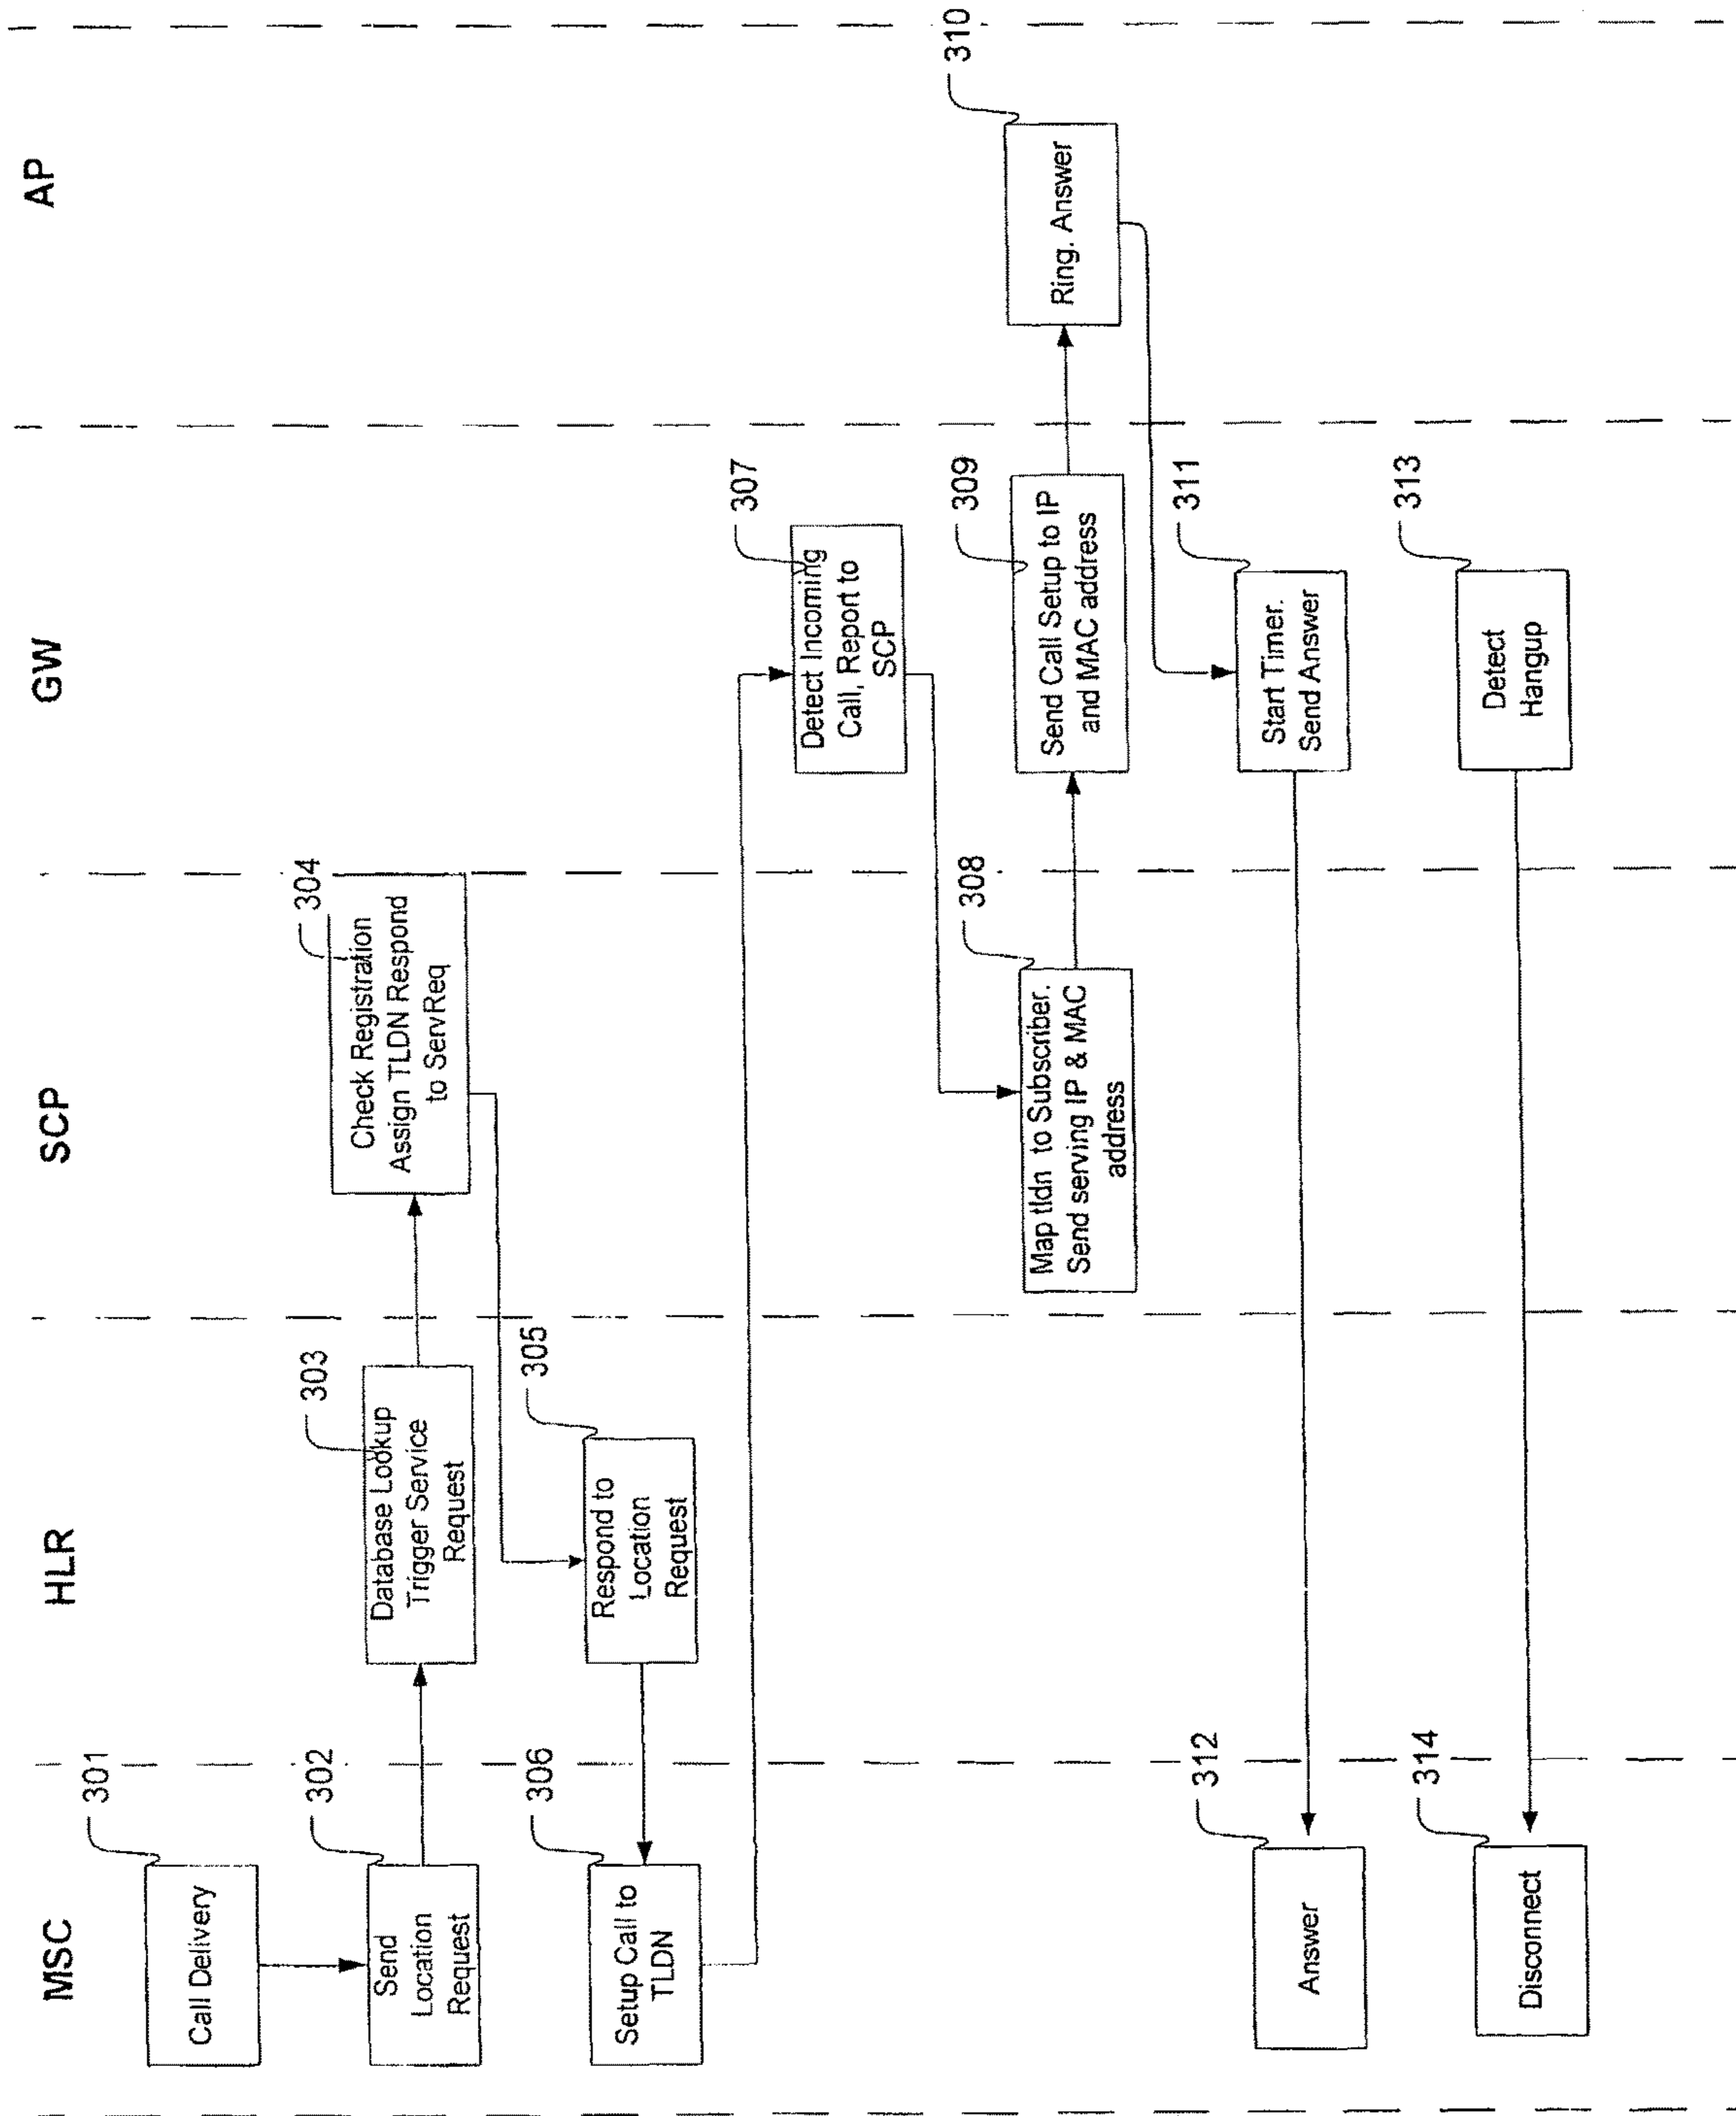 MSC
HLR
SCP
GW
AP
301
Call Delivery
302
Send
Location
Request
303
Database Lookup
Trigger Service
Request
304
Check Registration
Assign TLDN Respond
to ServReq
305
Respond to
Location
Request
306
Setup Call to
TLDN
307
Detect Incoming
Call, Report to
SCP
308
Map tldn to Subscriber.
Send serving IP & MAC
address
309
Send Call Setup to IP
and MAC address
310
Ring. Answer
311
Start Timer.
Send Answer
312
Answer
313
Detect
Hangup
314
Disconnect